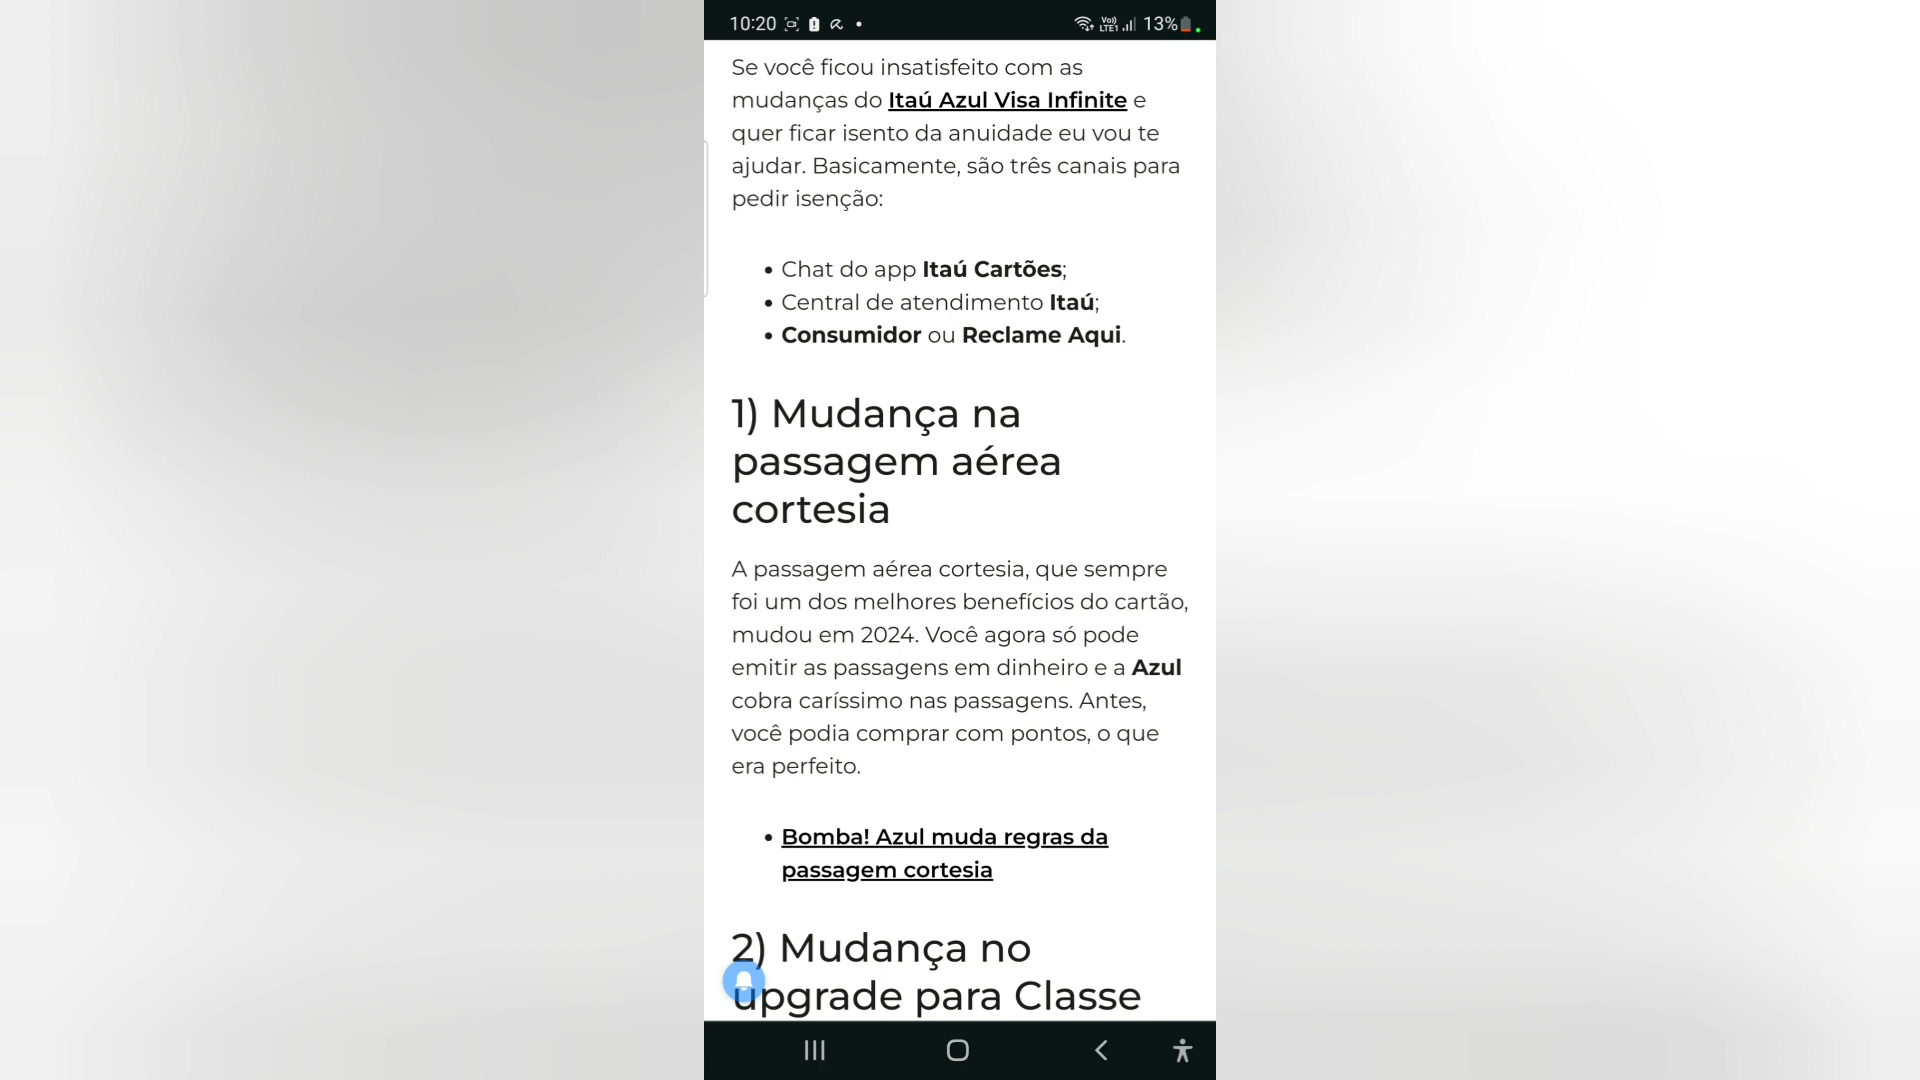 10:20
Vo))
LTE1
13%
Se você ficou insatisfeito com as
mudanças do Itaú Azul Visa Infinite e
quer ficar isento da anuidade eu vou te
ajudar. Basicamente, são três canais para
pedir isenção:
• Chat do app Itaú Cartões;
• Central de atendimento Itaú;
• Consumidor ou Reclame Aqui.
1) Mudança na
passagem aérea
cortesia
A passagem aérea cortesia, que sempre
foi um dos melhores benefícios do cartão,
mudou em 2024. Você agora só pode
emitir as passagens em dinheiro e a Azul
cobra caríssimo nas passagens. Antes,
você podia comprar com pontos, o que
era perfeito.
• Bomba! Azul muda regras da
passagem cortesia
2) Mudança no
upgrade para Classe